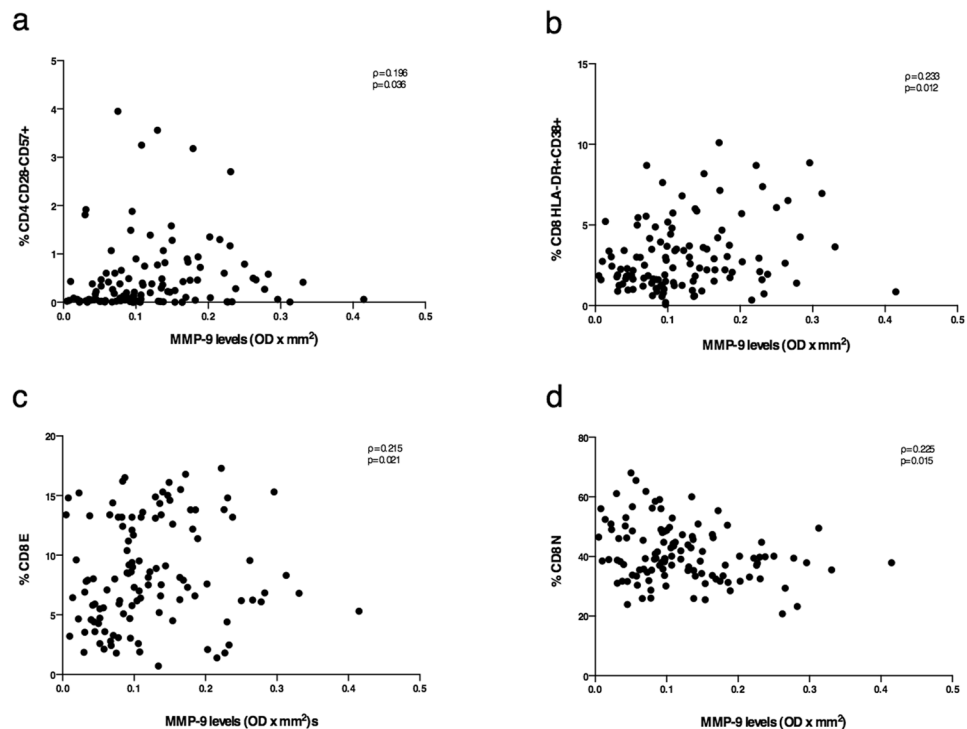 a
b
5
4
3
2
1
0
% CD4 CD28-CD57+
ρ=0.196
p=0.036
0.0 0.1 0.2 0.3 0.4 0.5
MMP-9 levels (OD x mm²)
15
10
5
0
% CD8 HLA-DR+CD38+
ρ=0.233
p=0.012
0.0 0.1 0.2 0.3 0.4 0.5
MMP-9 levels (OD x mm²)
c
d
20
15
10
5
0
% CD8 E
ρ=0.215
p=0.021
0.0 0.1 0.2 0.3 0.4 0.5
MMP-9 levels (OD x mm²)s
80
60
40
20
0
% CD8 N
ρ=0.225
p=0.015
0.0 0.1 0.2 0.3 0.4 0.5
MMP-9 levels (OD x mm²)